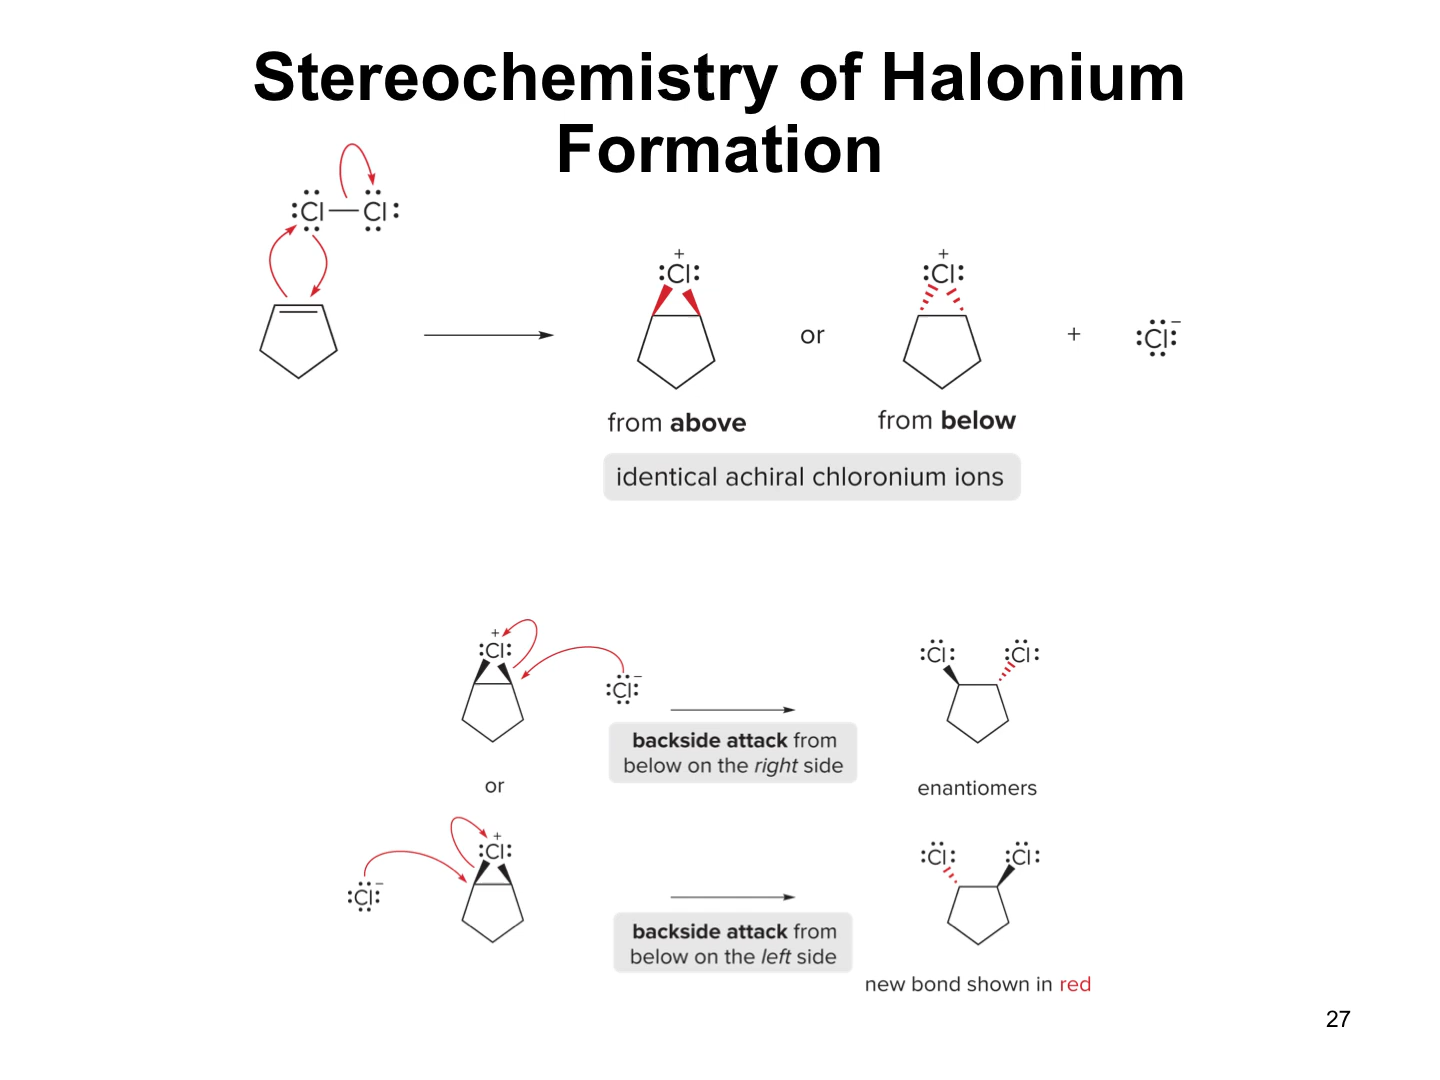 Stereochemistry of Halonium
Formation
:Cl—Cl:
+
:Cl:
or
+
:Cl:
+
:Cl:−
from above
from below
identical achiral chloronium ions
+
:Cl:
:Cl:−
backside attack from
below on the right side
:Cl: :Cl:
enantiomers
or
+
:Cl:
:Cl:−
backside attack from
below on the left side
:Cl: :Cl:
new bond shown in red
27